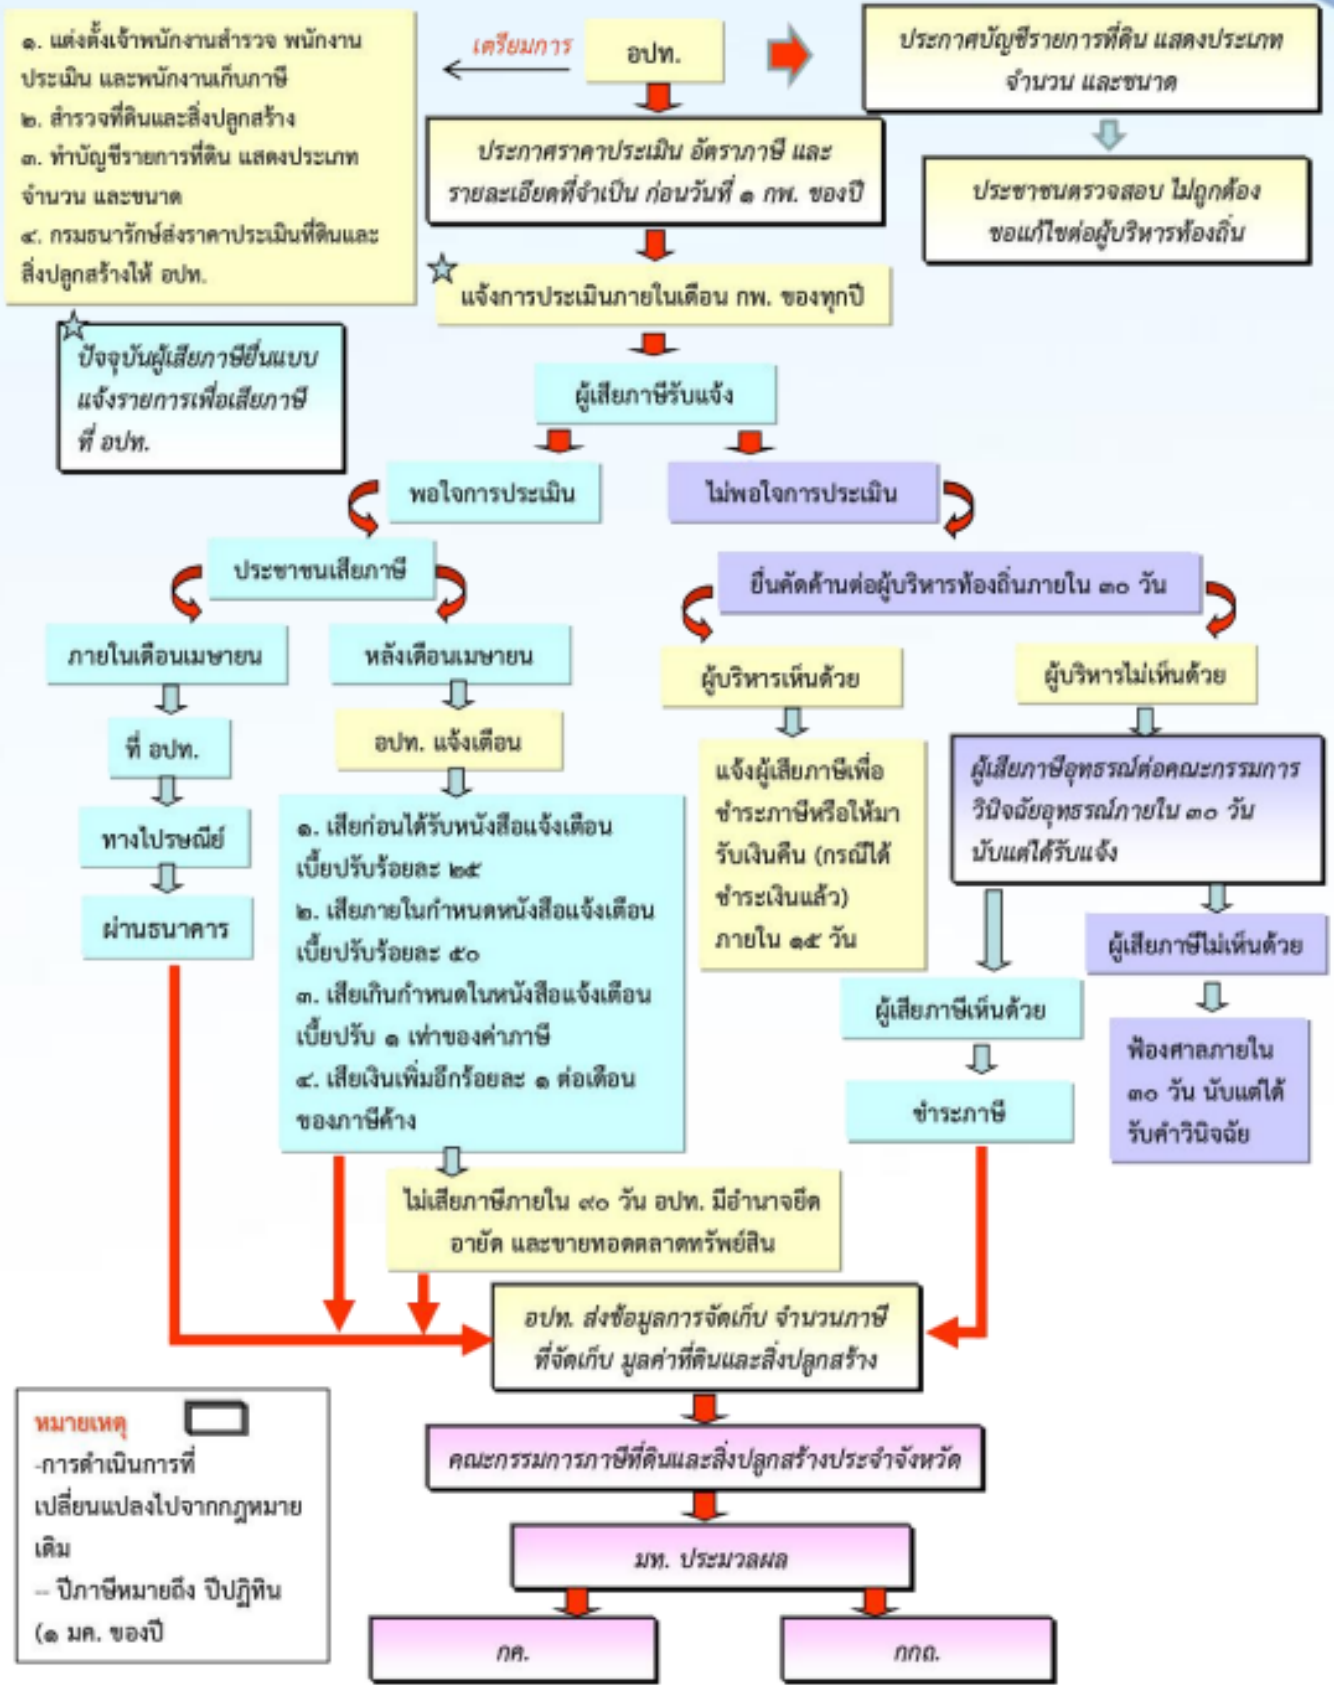 ๑. แต่งตั้งเจ้าพนักงานสำรวจ พนักงาน
ประเมิน และพนักงานเก็บภาษี
๒. สำรวจที่ดินและสิ่งปลูกสร้าง
๓. ทำบัญชีรายการที่ดิน แสดงประเภท
จำนวน และขนาด
๔. กรมธนารักษ์ส่งราคาประเมินที่ดินและ
สิ่งปลูกสร้างให้ อปท.
เตรียมการ
อปท.
ประกาศบัญชีรายการที่ดิน แสดงประเภท
จำนวน และขนาด
ประกาศราคาประเมิน อัตราภาษี และ
รายละเอียดที่จำเป็น ก่อนวันที่ ๑ กพ. ของปี
ประชาชนตรวจสอบ ไม่ถูกต้อง
ขอแก้ไขต่อผู้บริหารท้องถิ่น
แจ้งการประเมินภายในเดือน กพ. ของทุกปี
ปัจจุบันผู้เสียภาษียื่นแบบ
แจ้งรายการเพื่อเสียภาษี
ที่ อปท.
ผู้เสียภาษีรับแจ้ง
พอใจการประเมิน
ไม่พอใจการประเมิน
ประชาชนเสียภาษี
ยื่นคัดค้านต่อผู้บริหารท้องถิ่นภายใน ๓๐ วัน
ภายในเดือนเมษายน
หลังเดือนเมษายน
ผู้บริหารเห็นด้วย
ผู้บริหารไม่เห็นด้วย
ที่ อปท.
อปท. แจ้งเตือน
แจ้งผู้เสียภาษีเพื่อ
ชำระภาษีหรือให้มา
รับเงินคืน (กรณีได้
ชำระเงินแล้ว)
ภายใน ๑๕ วัน
ผู้เสียภาษีอุทธรณ์ต่อคณะกรรมการ
วินิจฉัยอุทธรณ์ภายใน ๓๐ วัน
นับแต่ได้รับแจ้ง
ทางไปรษณีย์
ผ่านธนาคาร
๑. เสียก่อนได้รับหนังสือแจ้งเตือน
เบี้ยปรับร้อยละ ๒๕
๒. เสียภายในกำหนดหนังสือแจ้งเตือน
เบี้ยปรับร้อยละ ๕๐
๓. เสียเกินกำหนดในหนังสือแจ้งเตือน
เบี้ยปรับ ๑ เท่าของค่าภาษี
๔. เสียเงินเพิ่มอีกร้อยละ ๑ ต่อเดือน
ของภาษีค้าง
ผู้เสียภาษีไม่เห็นด้วย
ผู้เสียภาษีเห็นด้วย
ฟ้องศาลภายใน
๓๐ วัน นับแต่ได้
รับคำวินิจฉัย
ชำระภาษี
ไม่เสียภาษีภายใน ๙๐ วัน อปท. มีอำนาจยึด
อายัด และขายทอดตลาดทรัพย์สิน
อปท. ส่งข้อมูลการจัดเก็บ จำนวนภาษี
ที่จัดเก็บ มูลค่าที่ดินและสิ่งปลูกสร้าง
คณะกรรมการภาษีที่ดินและสิ่งปลูกสร้างประจำจังหวัด
มท. ประมวลผล
กค.
กกถ.
หมายเหตุ
-การดำเนินการที่
เปลี่ยนแปลงไปจากกฎหมาย
เดิม
-- ปีภาษีหมายถึง ปีปฏิทิน
(๑ มค. ของปี